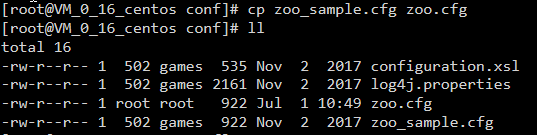 [root@VM_0_16_centos conf]# cp zoo_sample.cfg zoo.cfg
[root@VM_0_16_centos conf]# ll
total 16
-rw-r--r-- 1  502 games  535 Nov  2  2017 configuration.xsl
-rw-r--r-- 1  502 games 2161 Nov  2  2017 log4j.properties
-rw-r--r-- 1 root root   922 Jul  1 10:49 zoo.cfg
-rw-r--r-- 1  502 games  922 Nov  2  2017 zoo_sample.cfg